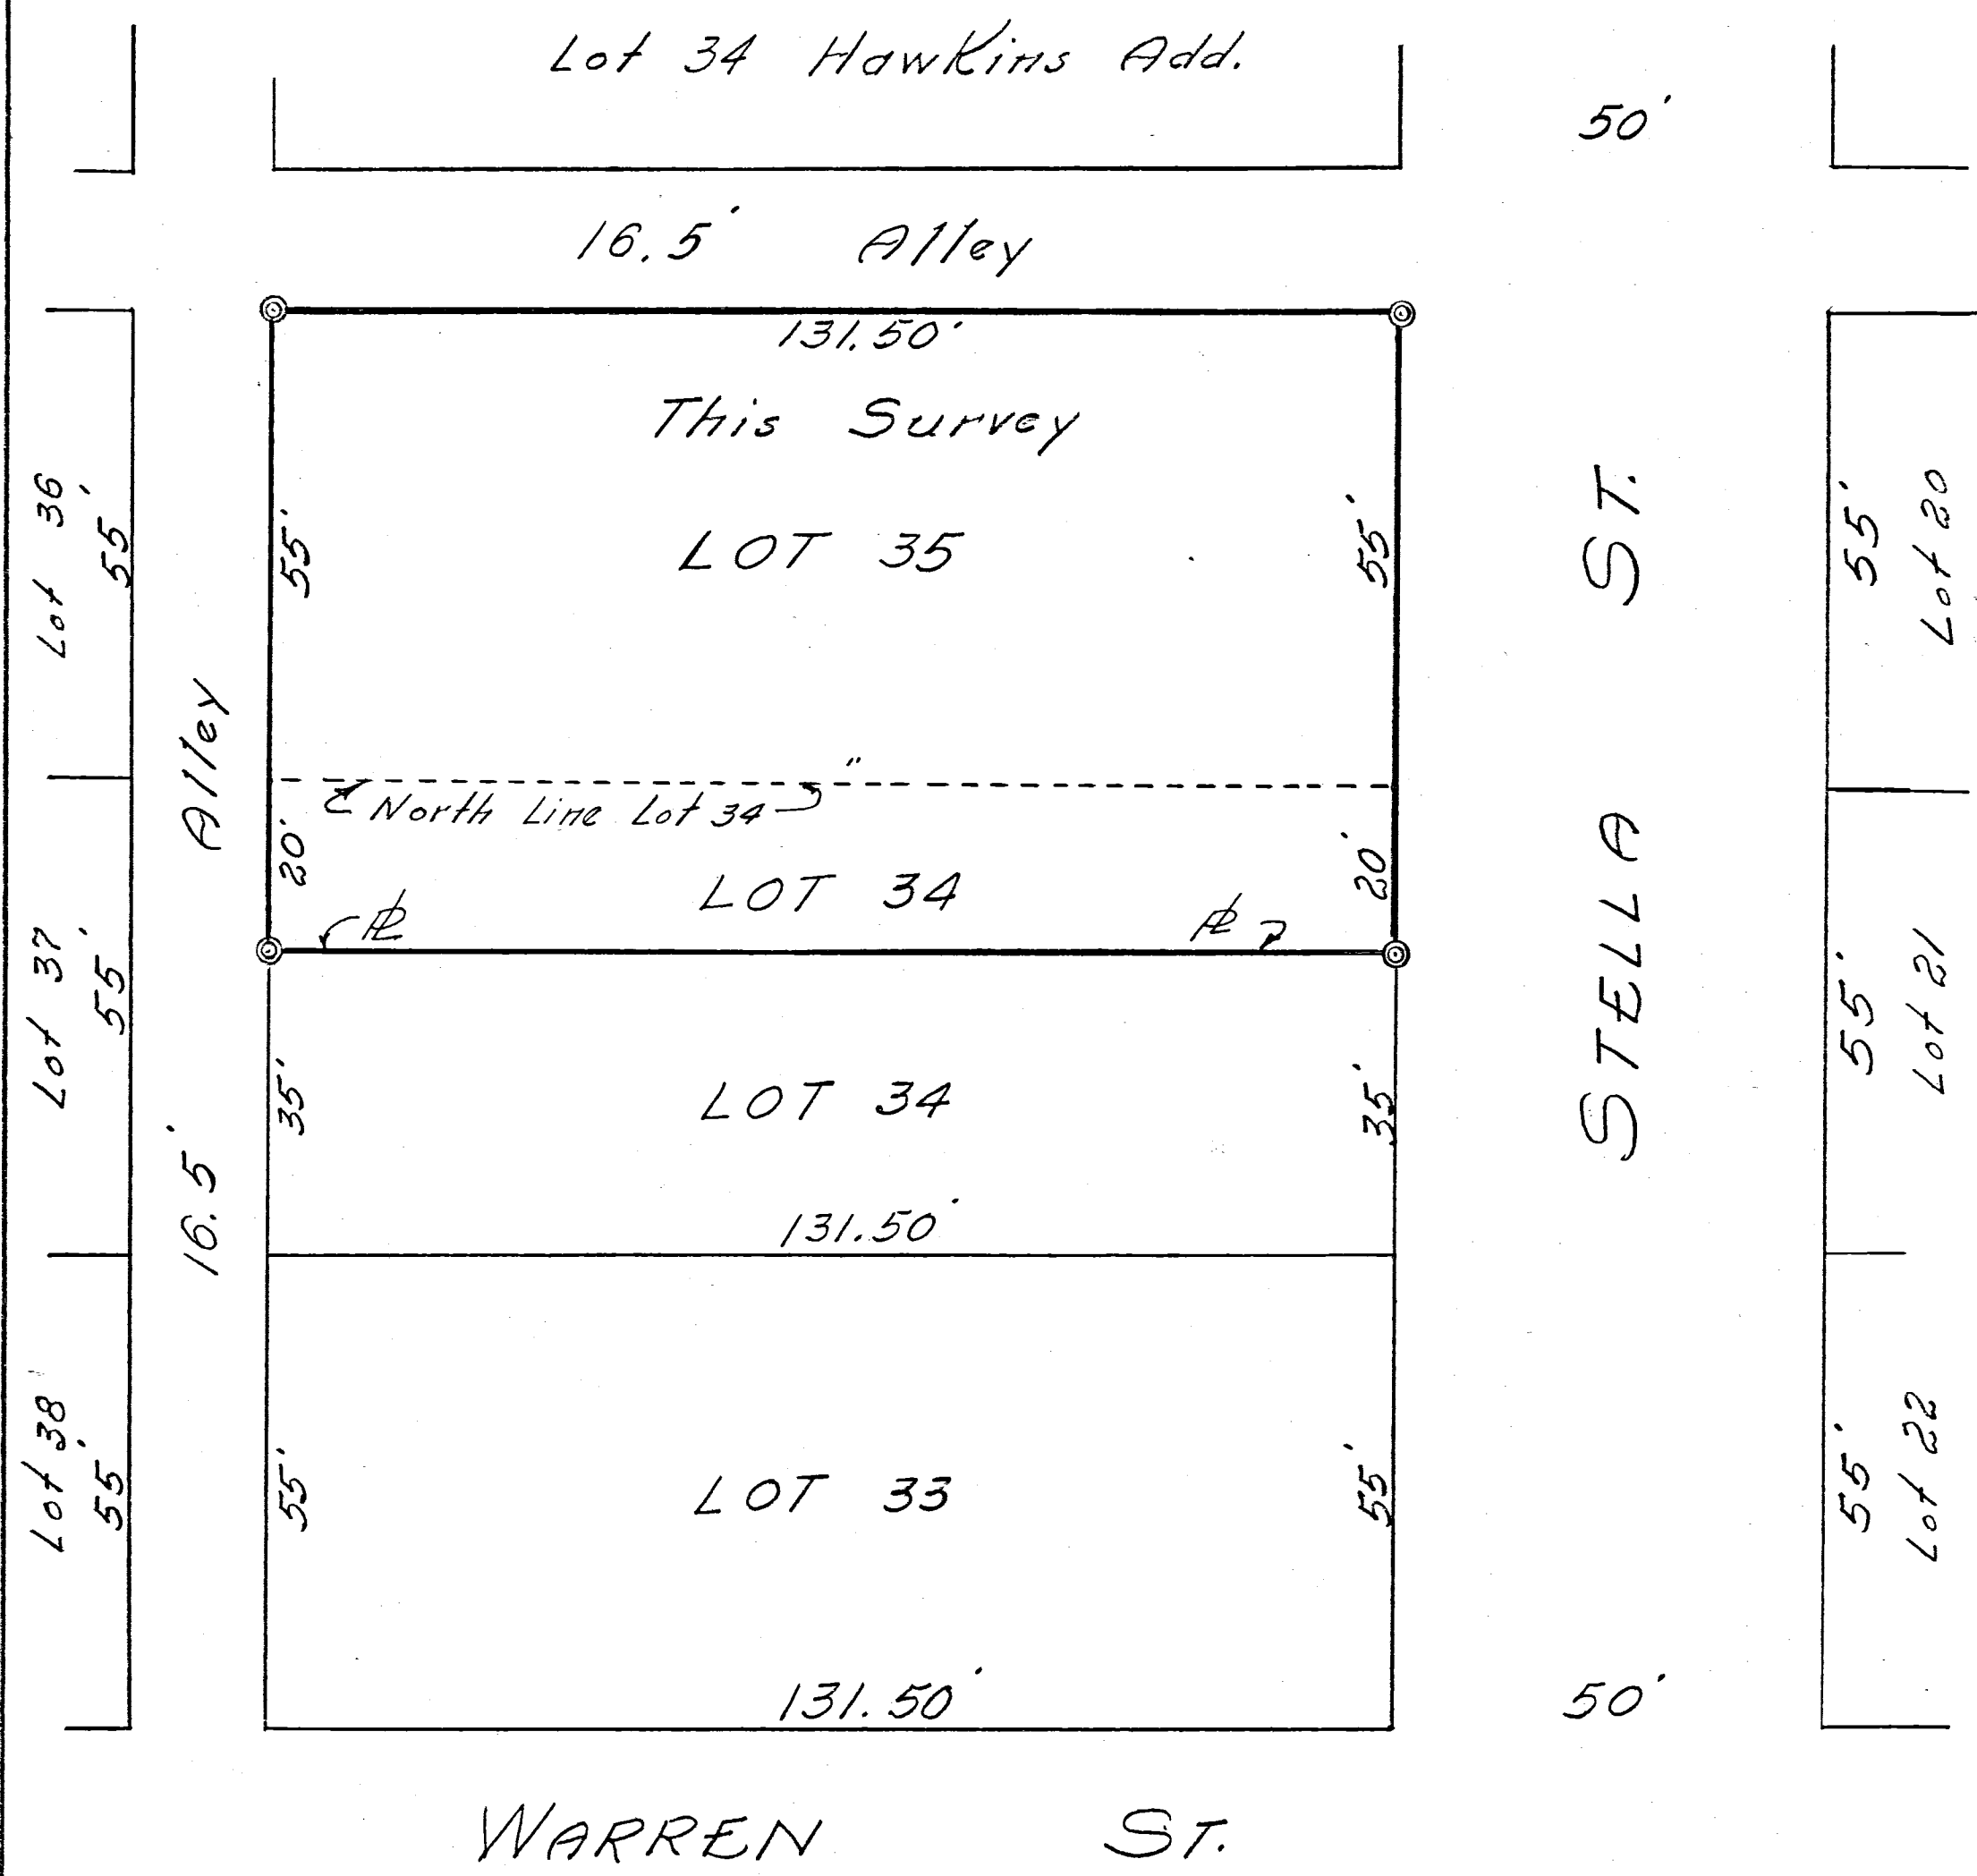 Lot 34 Hawkins Add.
50'
16.5' Alley
131.50'
This Survey
LOT 35
55'
55'
North Line Lot 34
"
20'
20'
LOT 34
PL
PL
LOT 34
35'
35'
131.50'
LOT 33
55'
55'
131.50'
50'
WARREN ST.
Lot 36
55'
Lot 37
55'
Lot 38
55'
Alley
16.5'
STELLA ST.
55'
Lot 20
55'
Lot 21
55'
Lot 22